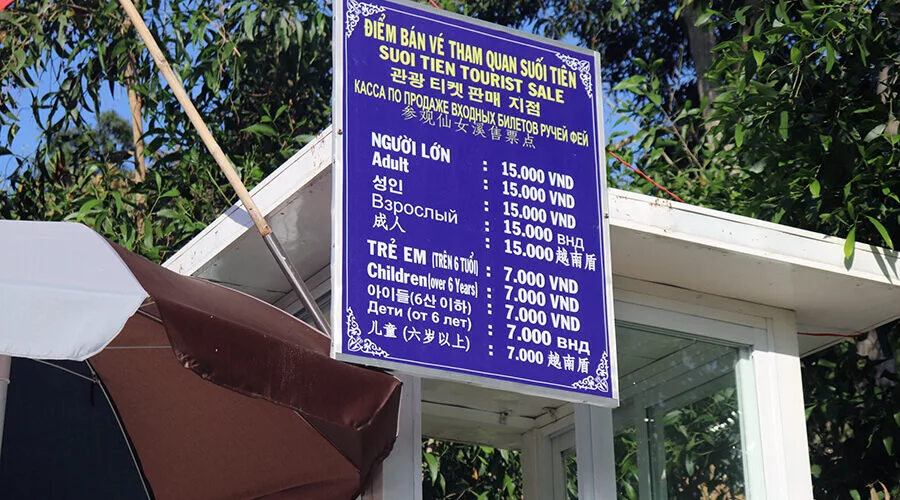 ĐIỂM BÁN VÉ THAM QUAN SUỐI TIÊN
SUOI TIEN TOURIST SALE
관광 티켓 판매 지점
КАССА ПО ПРОДАЖЕ ВХОДНЫХ БИЛЕТОВ РУЧЕЙ ФЕЙ
参观仙女溪售票点
NGƯỜI LỚN : 15.000 VND
Adult : 15.000 VND
성인 : 15.000 VND
Взрослый : 15.000 ВНД
成人 : 15.000 越南盾
TRẺ EM (TRÊN 6 TUỔI) : 7.000 VND
Children (over 6 Years) : 7.000 VND
아이들(6산 이하) : 7.000 VND
Дети (от 6 лет) : 7.000 ВНД
儿童 (六岁以上) : 7.000 越南盾